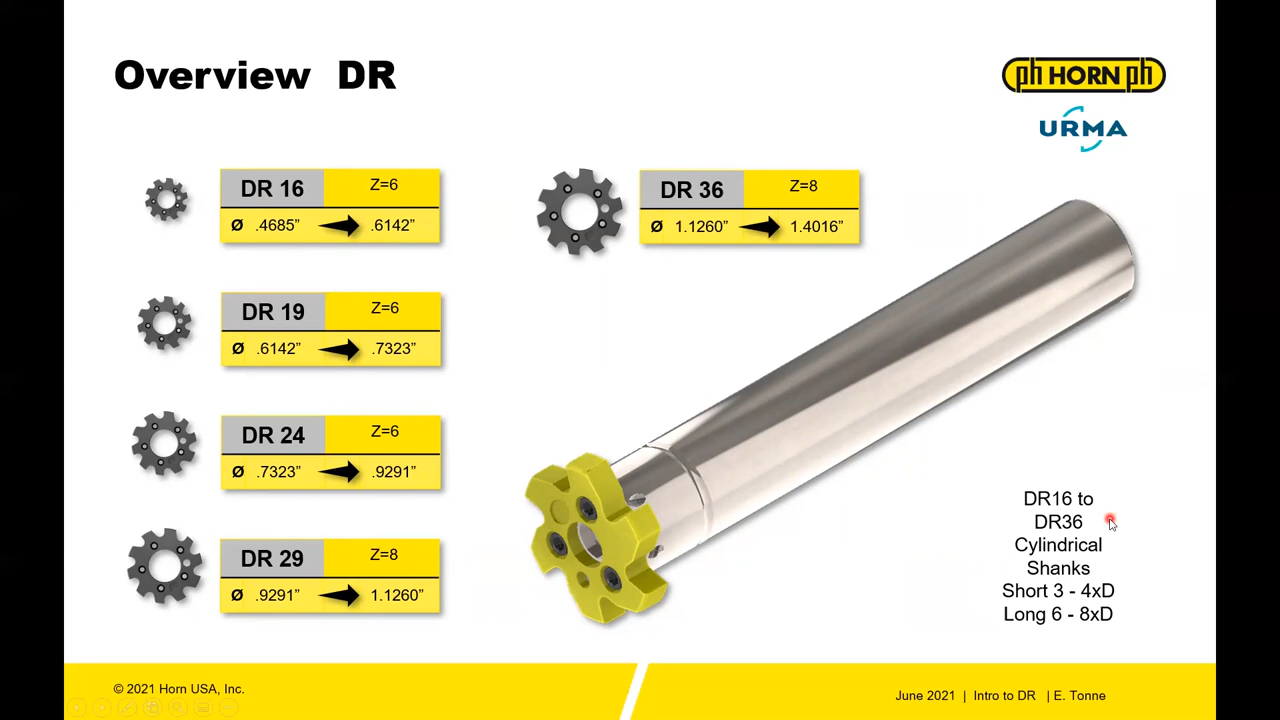 Overview DR
ph HORN ph
URMA
DR 16
Z=6
Ø .4685” .6142”
DR 19
Z=6
Ø .6142” .7323”
DR 24
Z=6
Ø .7323” .9291”
DR 29
Z=8
Ø .9291” 1.1260”
DR 36
Z=8
Ø 1.1260” 1.4016”
DR16 to
DR36
Cylindrical
Shanks
Short 3 - 4xD
Long 6 - 8xD
© 2021 Horn USA, Inc.
June 2021 | Intro to DR | E. Tonne